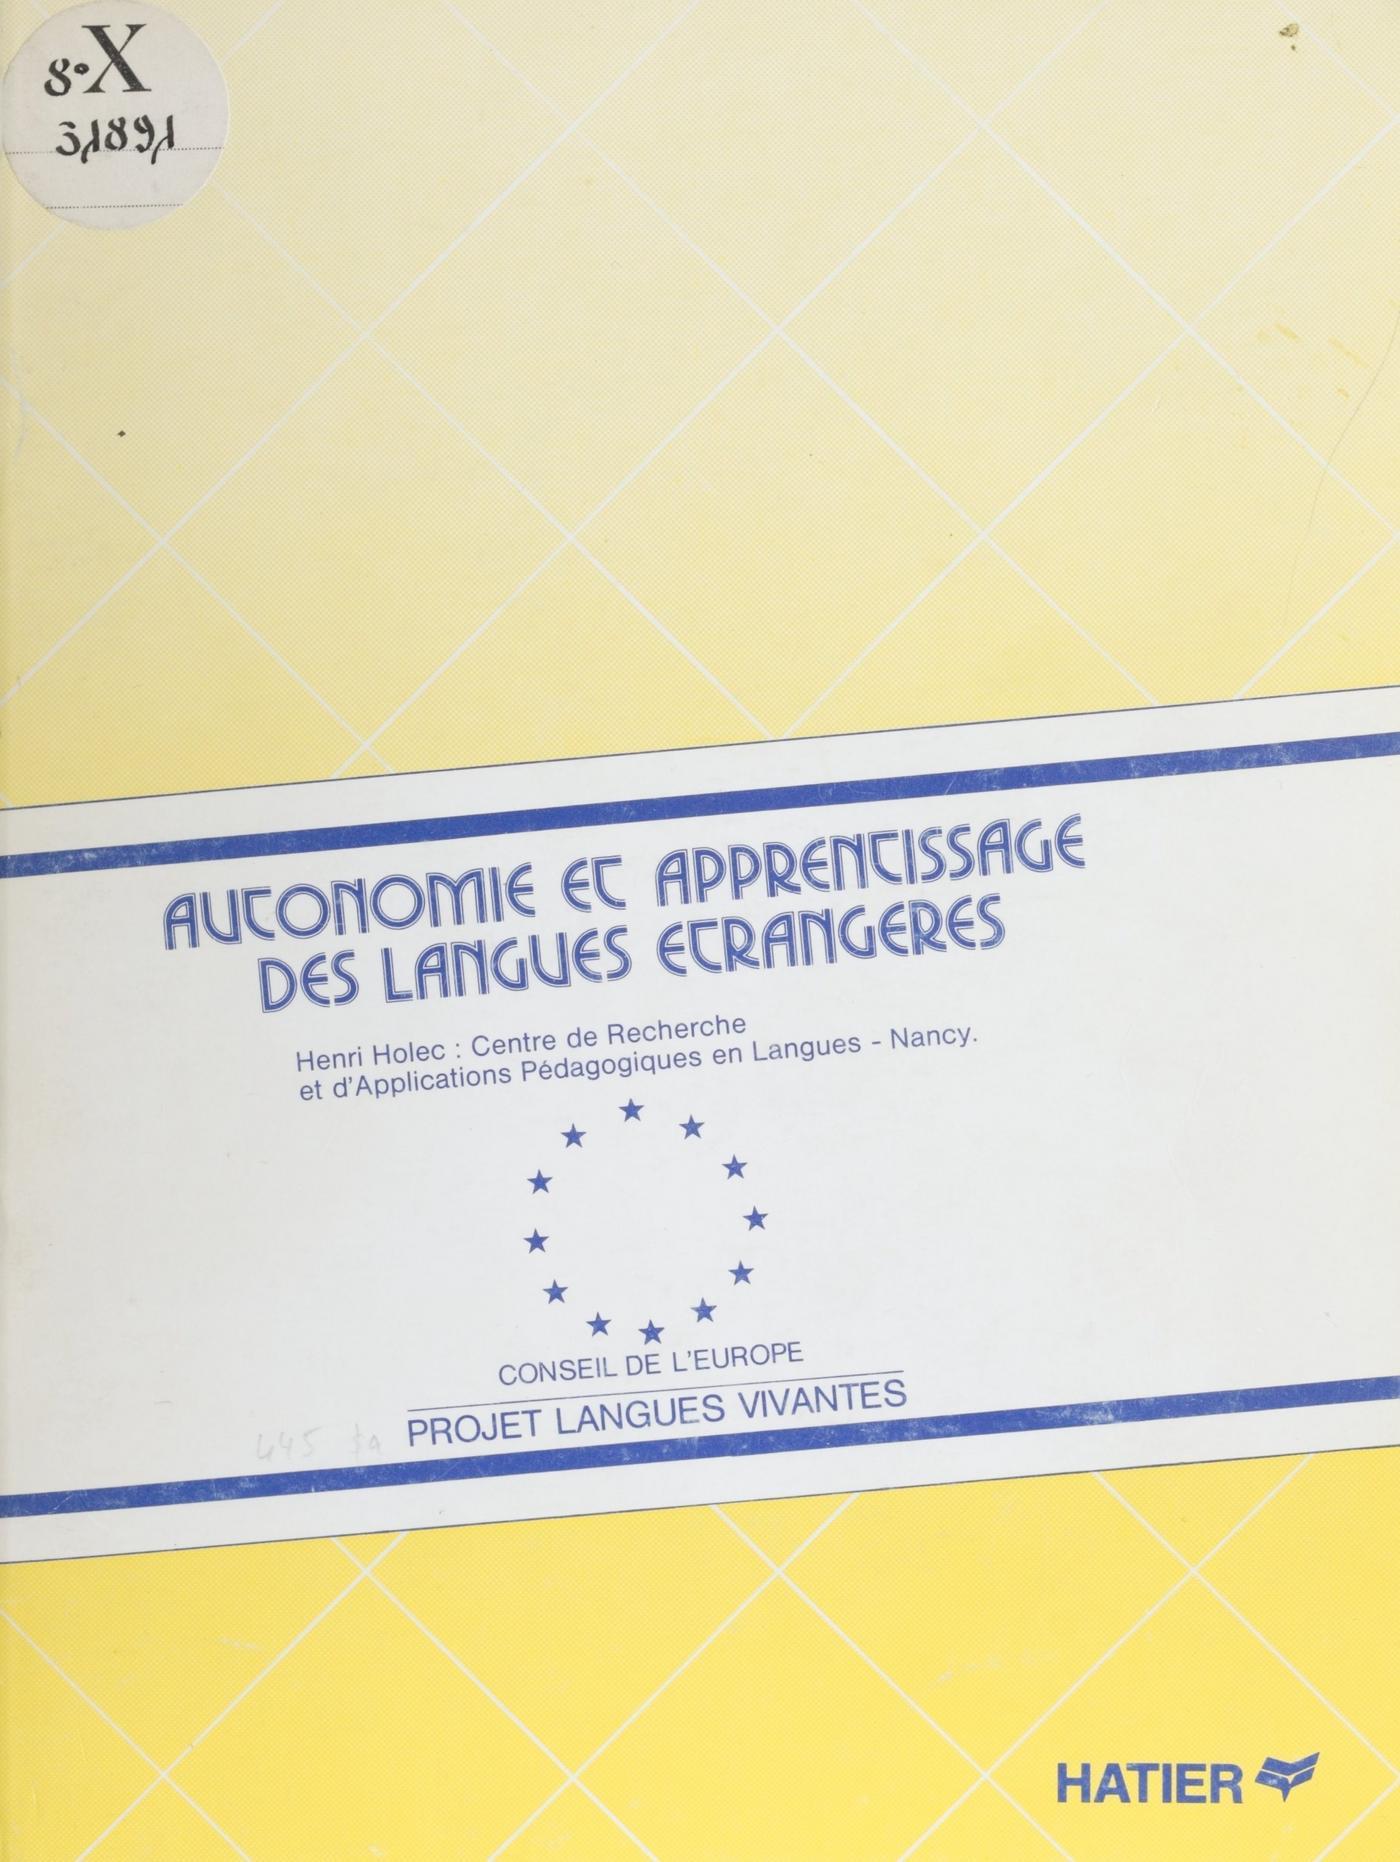 8° X
31891
AUTONOMIE ET APPRENTISSAGE
DES LANGUES ETRANGERES
Henri Holec : Centre de Recherche
et d'Applications Pédagogiques en Langues - Nancy.
CONSEIL DE L'EUROPE
PROJET LANGUES VIVANTES
445
HATIER